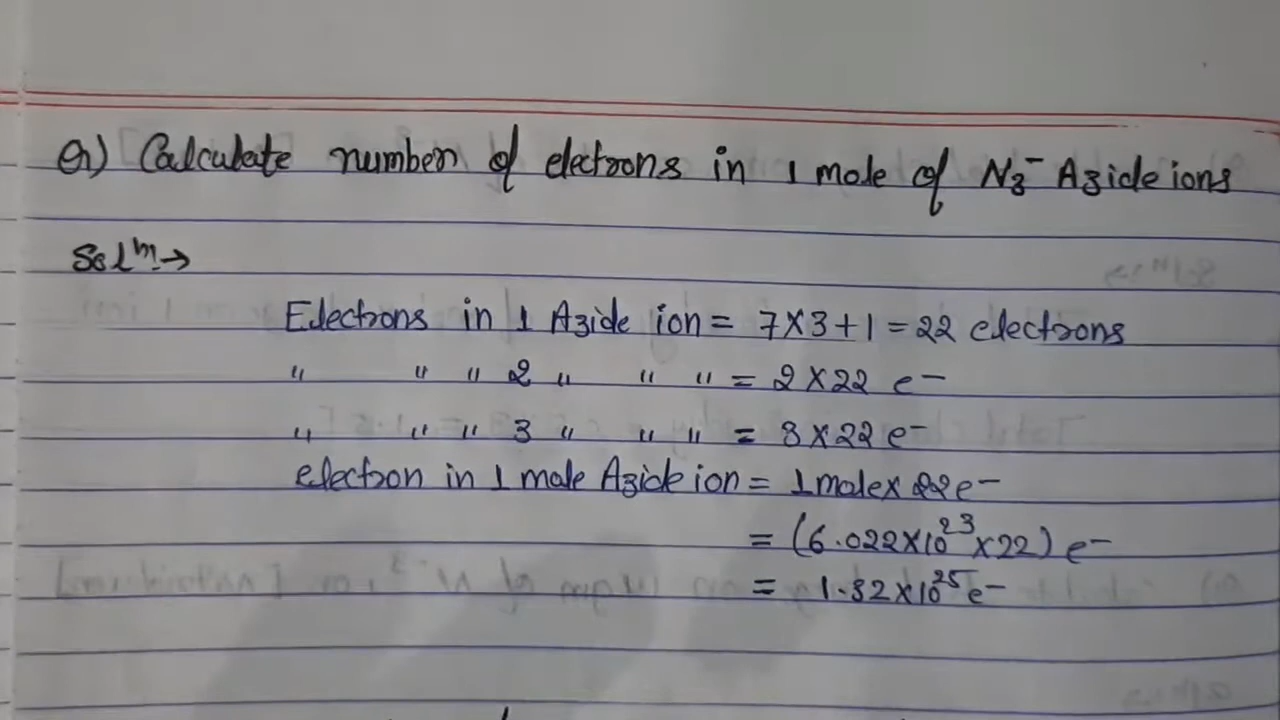 Q) Calculate number of electrons in 1 mole of N₃⁻ Azide ions
Solⁿ:→
Electrons in 1 Azide ion = 7×3+1 = 22 electrons
" " " 2 " " " = 2×22 e⁻
" " " 3 " " " = 3×22 e⁻
electron in 1 mole Azide ion = 1 mole × 22e⁻
= (6.022×10²³×22) e⁻
= 1.32×10²⁵e⁻